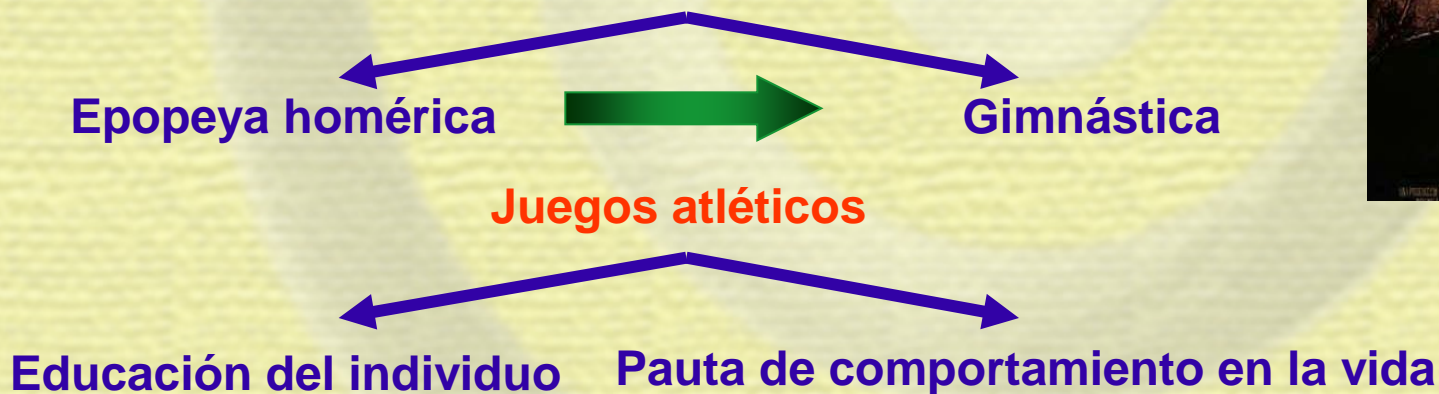 Epopeya homérica
Gimnástica
Juegos atléticos
Educación del individuo
Pauta de comportamiento en la vida